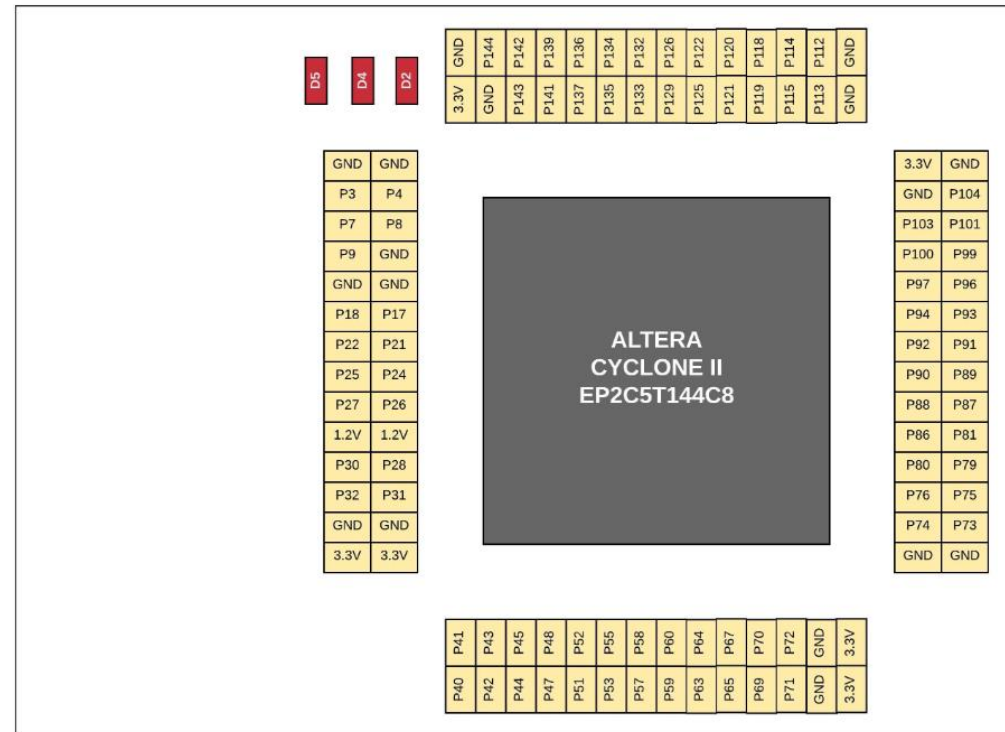 GND P144 P142 P139 P136 P134 P132 P126 P122 P120 P118 P114 P112 GND
3.3V GND P143 P141 P137 P135 P133 P129 P125 P121 P119 P115 P113 GND
D5 D4 D2
GND GND
P3 P4
P7 P8
P9 GND
GND GND
P18 P17
P22 P21
P25 P24
P27 P26
1.2V 1.2V
P30 P28
P32 P31
GND GND
3.3V 3.3V
ALTERA
CYCLONE II
EP2C5T144C8
3.3V GND
GND P104
P103 P101
P100 P99
P97 P96
P94 P93
P92 P91
P90 P89
P88 P87
P86 P81
P80 P79
P76 P75
P74 P73
GND GND
P41 P43 P45 P48 P52 P55 P58 P60 P64 P67 P70 P72 GND 3.3V
P40 P42 P44 P47 P51 P53 P57 P59 P63 P65 P69 P71 GND 3.3V